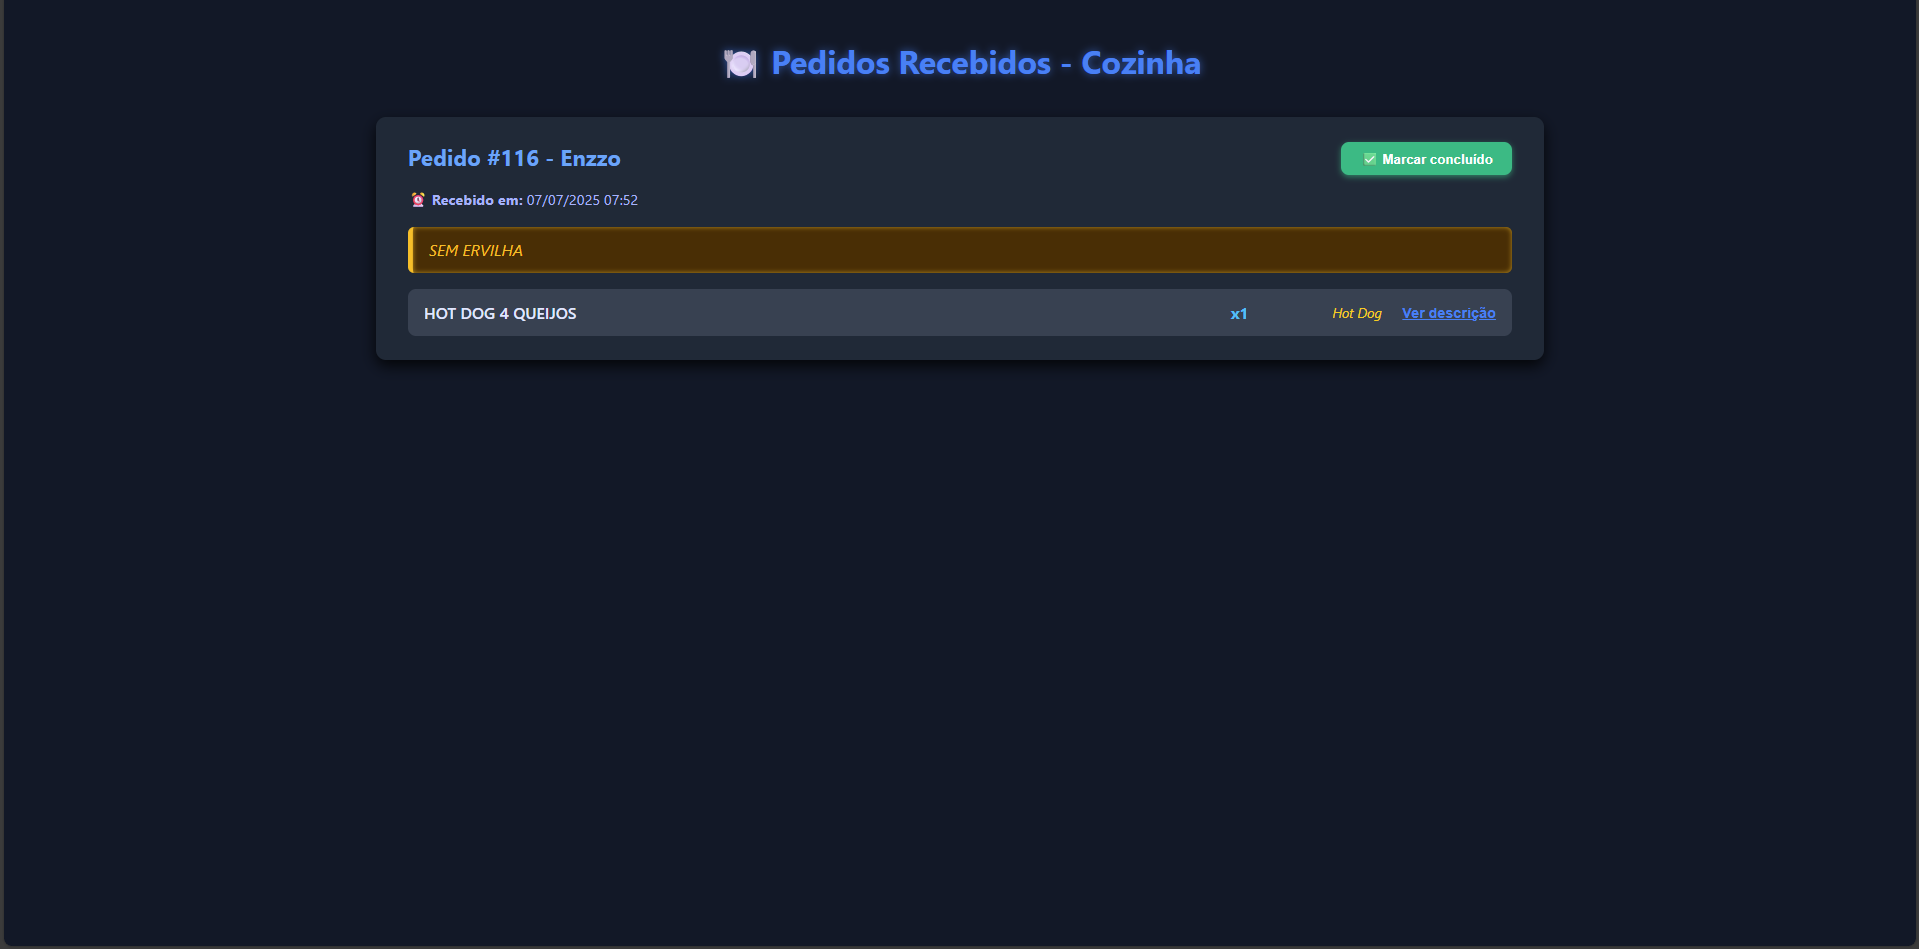 🍽️ Pedidos Recebidos - Cozinha
Pedido #116 - Enzzo
✅ Marcar concluído
⏰ Recebido em: 07/07/2025 07:52
SEM ERVILHA
HOT DOG 4 QUEIJOS x1 Hot Dog Ver descrição